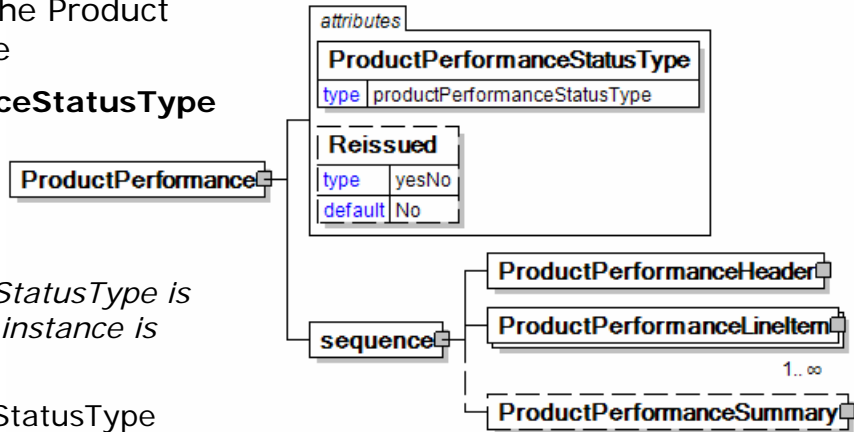 he Product
e
ceStatusType
StatusType is
instance is
StatusType
attributes
ProductPerformanceStatusType
type productPerformanceStatusType
Reissued
type yesNo
default No
ProductPerformance
sequence
ProductPerformanceHeader
ProductPerformanceLineItem
1.. ∞
ProductPerformanceSummary